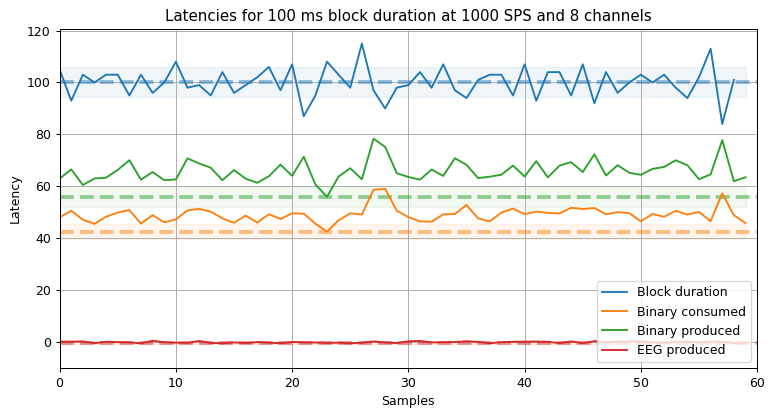 Latencies for 100 ms block duration at 1000 SPS and 8 channels
120
100
80
60
40
20
0
Latency
0 10 20 30 40 50 60
Samples
Block duration
Binary consumed
Binary produced
EEG produced